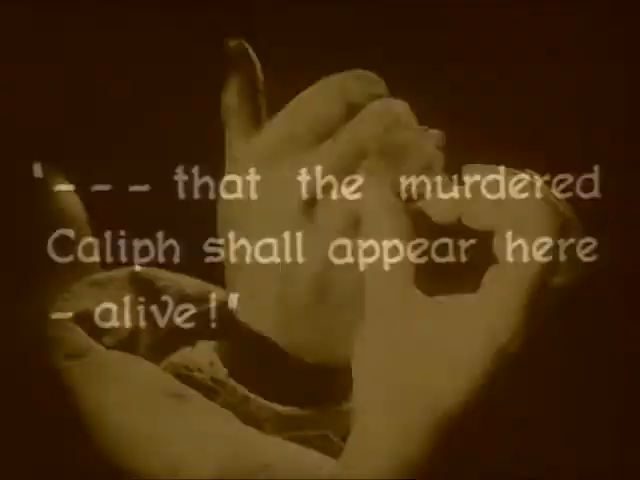 "--- that the murdered
Caliph shall appear here
- alive!"